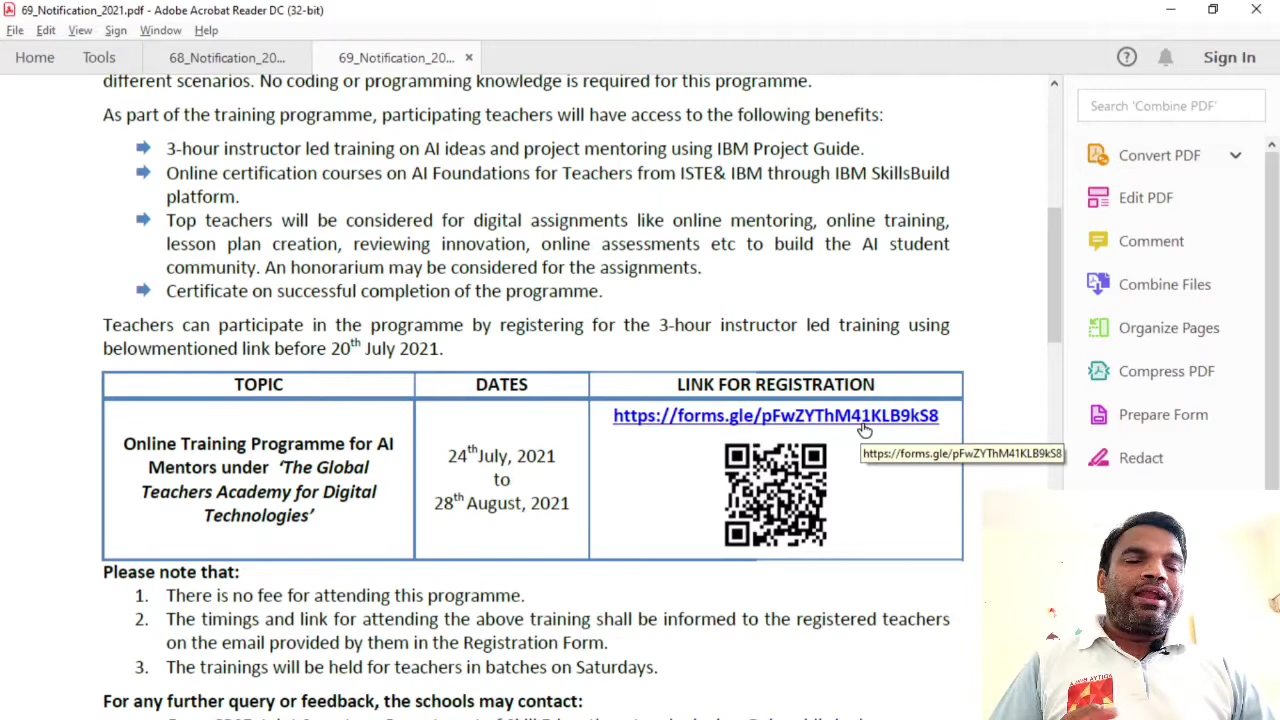 69_Notification_2021.pdf - Adobe Acrobat Reader DC (32-bit)
File Edit View Sign Window Help
Home Tools 68_Notification_20... 69_Notification_20... × Sign In
different scenarios. No coding or programming knowledge is required for this programme.
Search 'Combine PDF'
As part of the training programme, participating teachers will have access to the following benefits:
3-hour instructor led training on AI ideas and project mentoring using IBM Project Guide.
Online certification courses on AI Foundations for Teachers from ISTE& IBM through IBM SkillsBuild
platform.
Top teachers will be considered for digital assignments like online mentoring, online training,
lesson plan creation, reviewing innovation, online assessments etc to build the AI student
community. An honorarium may be considered for the assignments.
Certificate on successful completion of the programme.
Teachers can participate in the programme by registering for the 3-hour instructor led training using
belowmentioned link before 20th July 2021.
TOPIC DATES LINK FOR REGISTRATION
Online Training Programme for AI
Mentors under 'The Global
Teachers Academy for Digital
Technologies'
24th July, 2021
to
28th August, 2021
https://forms.gle/pFwZYThM41KLB9kS8
https://forms.gle/pFwZYThM41KLB9kS8
Please note that:
1. There is no fee for attending this programme.
2. The timings and link for attending the above training shall be informed to the registered teachers
on the email provided by them in the Registration Form.
3. The trainings will be held for teachers in batches on Saturdays.
For any further query or feedback, the schools may contact:
Convert PDF
Edit PDF
Comment
Combine Files
Organize Pages
Compress PDF
Prepare Form
Redact